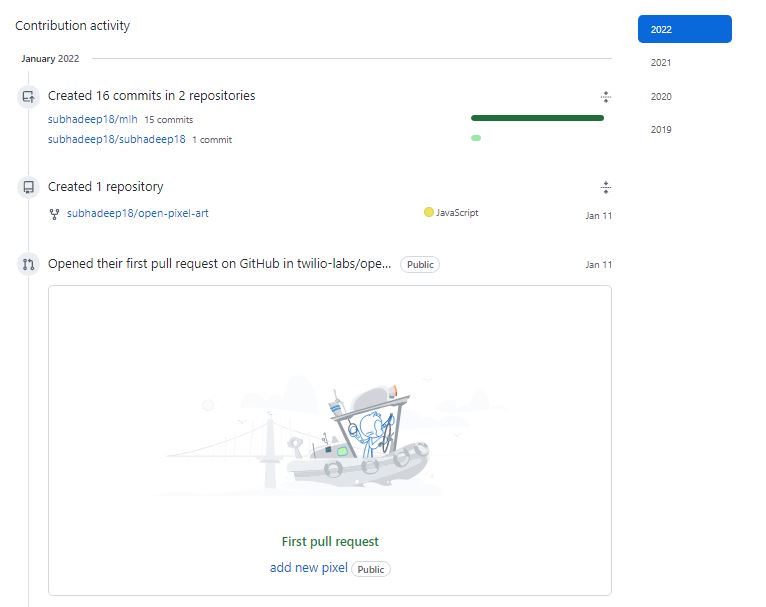 Contribution activity
2022
January 2022
2021
Created 16 commits in 2 repositories
2020
subhadeep18/mlh 15 commits
2019
subhadeep18/subhadeep18 1 commit
Created 1 repository
subhadeep18/open-pixel-art JavaScript Jan 11
Opened their first pull request on GitHub in twilio-labs/ope... Public Jan 11
First pull request
add new pixel Public